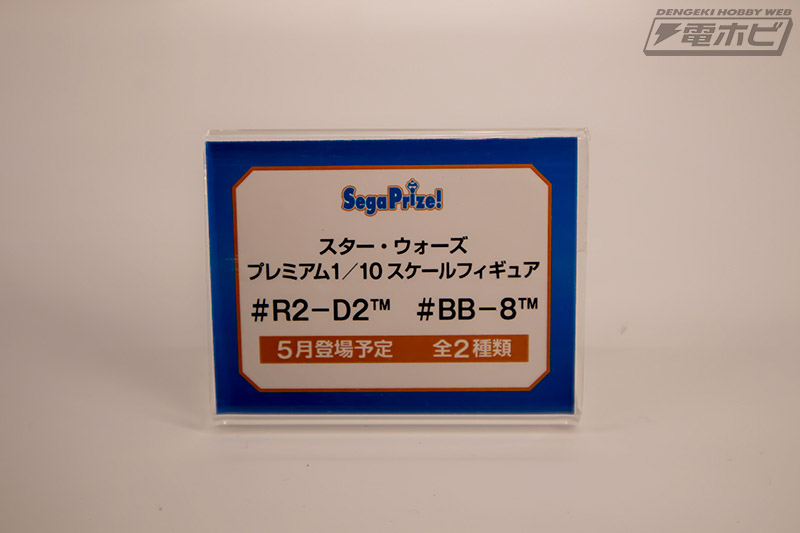 DENGEKI HOBBY WEB
電ホビ
SegaPrize!
スター・ウォーズ
プレミアム1／10スケールフィギュア
#R2−D2™ #BB−8™
5月登場予定 全2種類